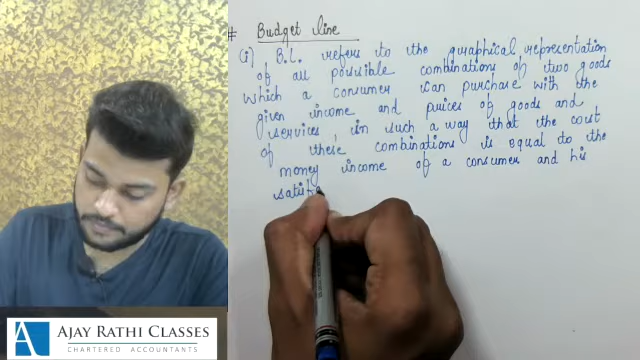 # Budget line
(i) B.L. refers to the graphical representation
of all possible combinations of two goods
which a consumer can purchase with the
given income and prices of goods and
services, in such a way that the cost
of these combinations is equal to the
money income of a consumer and his
AJAY RATHI CLASSES
CHARTERED ACCOUNTANTS